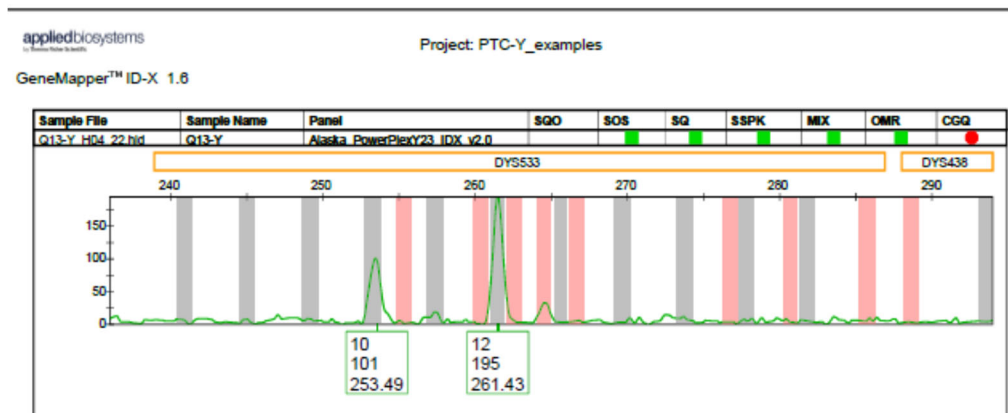 appliedbiosystems
Project: PTC-Y_examples
GeneMapper™ ID-X 1.6
Sample File Sample Name Panel SQO SOS SQ SSPK MIX OMR CGQ
Q13-Y_H04_22.hid Q13-Y Alaska_PowerPlexY23_IDX_v2.0
DYS533 DYS438
240 250 260 270 280 290
150
100
50
0
10 12
101 195
253.49 261.43